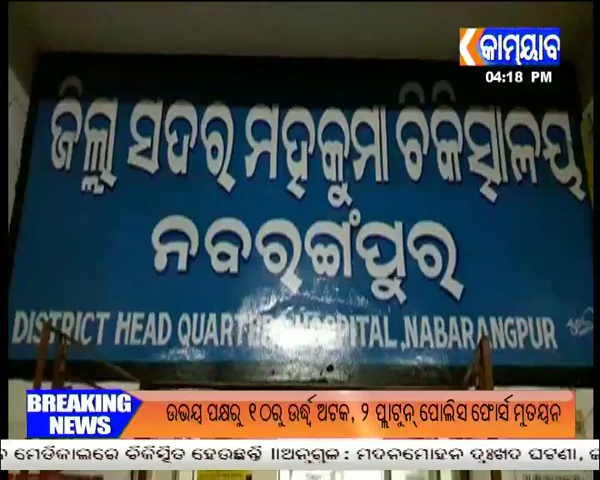 କାମ୍ୟାବ
04:18 PM
ଜିଲ୍ଲା ସଦର ମହକୁମା ଚିକିତ୍ସାଳୟ
ନବରଙ୍ଗପୁର
DISTRICT HEAD QUARTER HOSPITAL, NABARANGPUR
BREAKING NEWS
ଉଭୟ ପକ୍ଷରୁ ୧୦ରୁ ଉର୍ଦ୍ଧ୍ୱ ଅଟକ, ୨ ପ୍ଲାଟୁନ୍ ପୋଲିସ ଫୋର୍ସ ମୁତୟନ
ନ ମେଡିକାଲରେ ଚିକିତ୍ସିତ ହେଉଛନ୍ତି ॥ଅନୁଗୁଳ : ମଦନମୋହନ ଦୁଃଖଦ ଘଟଣା,